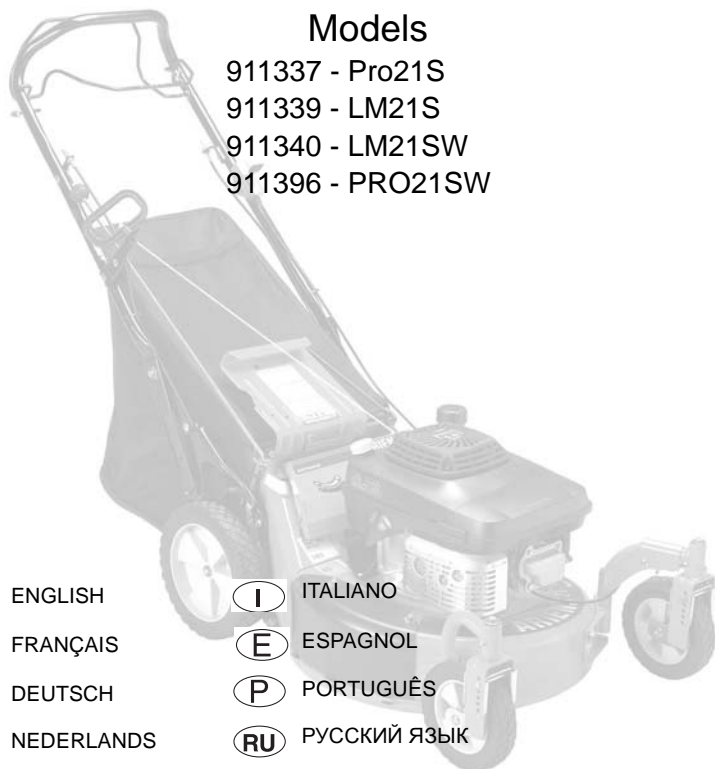 Models
911337 - Pro21S
911339 - LM21S
911340 - LM21SW
911396 - PRO21SW
ENGLISH
I ITALIANO
FRANÇAIS
E ESPAGNOL
DEUTSCH
P PORTUGUÊS
NEDERLANDS
RU РУССКИЙ ЯЗЫК